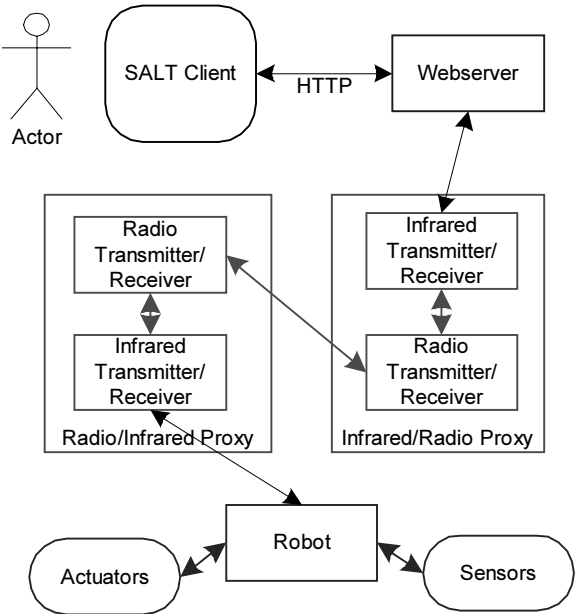 SALT Client
HTTP
Webserver
Actor
Radio
Transmitter/
Receiver
Infrared
Transmitter/
Receiver
Radio/Infrared Proxy
Infrared
Transmitter/
Receiver
Radio
Transmitter/
Receiver
Infrared/Radio Proxy
Robot
Actuators
Sensors